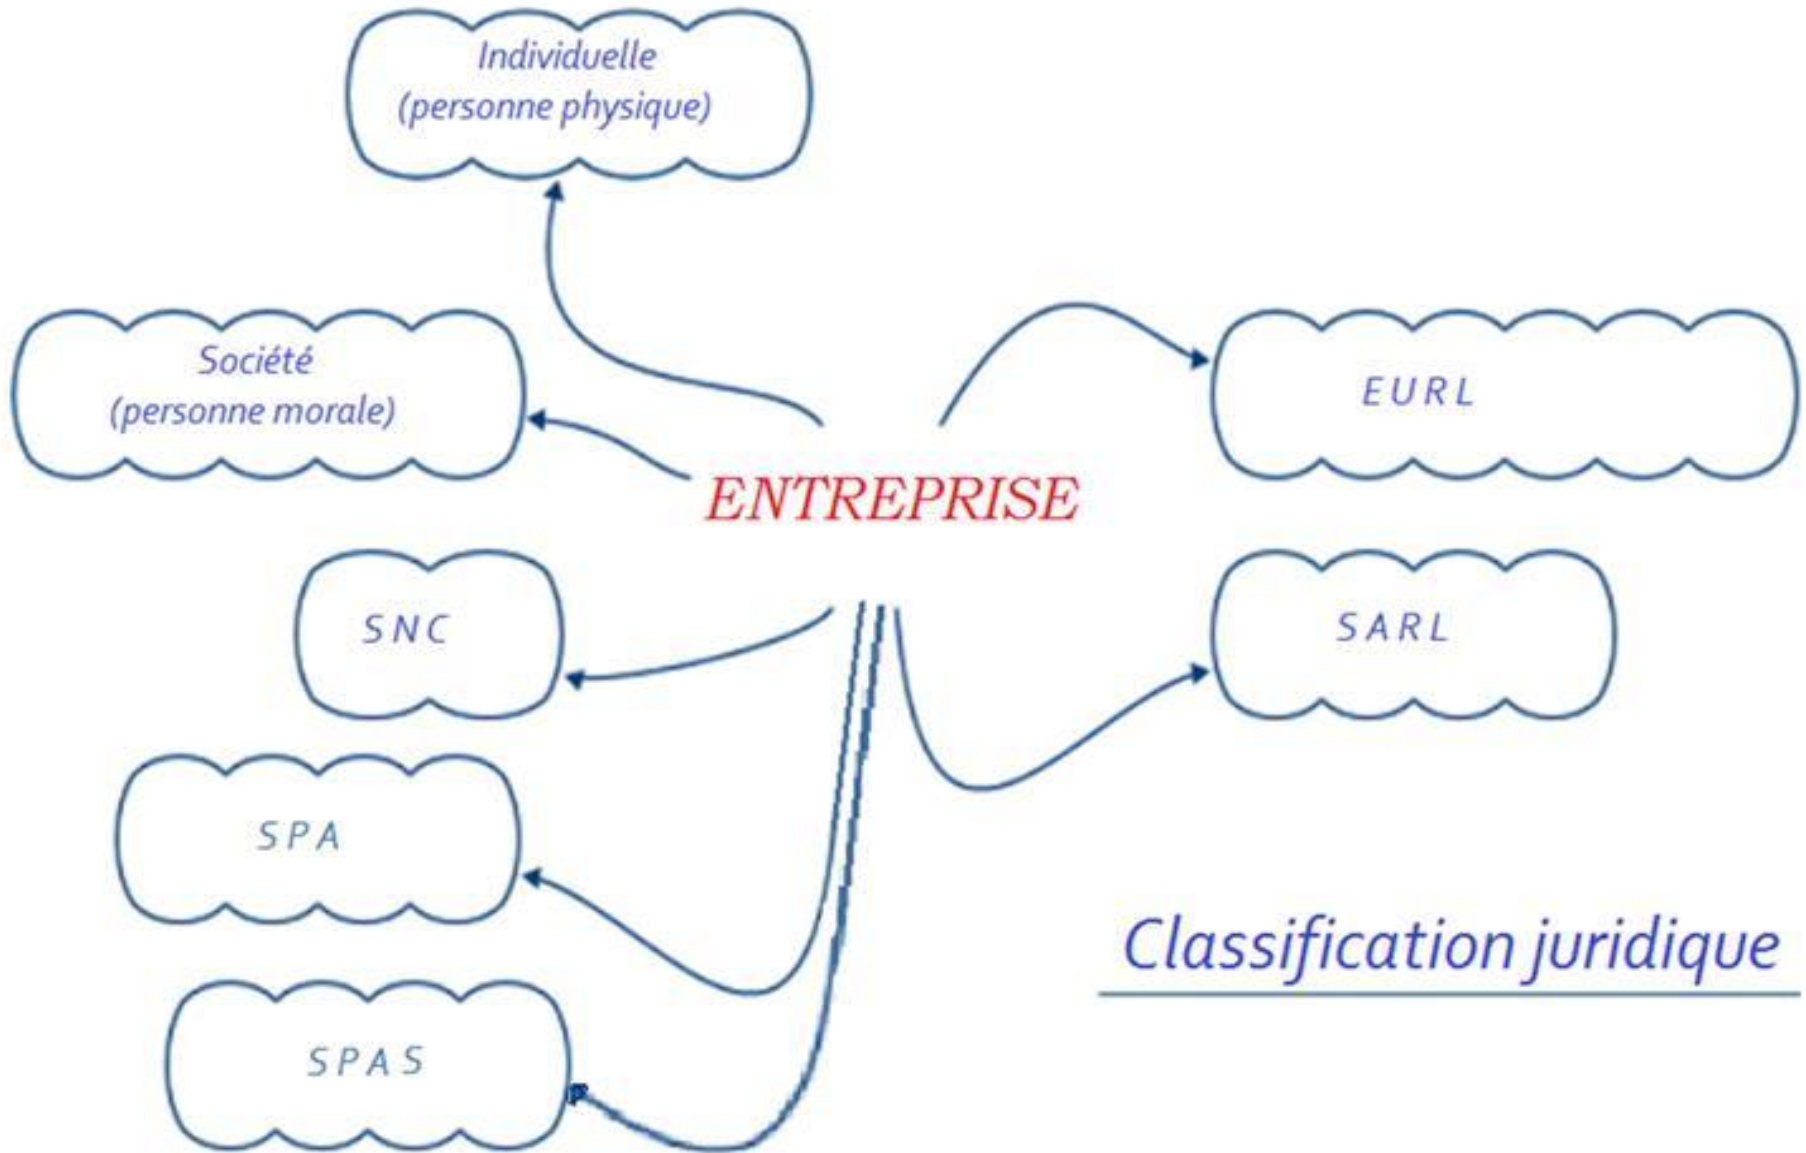 Individuelle
(personne physique)
Société
(personne morale)
EURL
ENTREPRISE
SNC
SARL
SPA
Classification juridique
SPAS